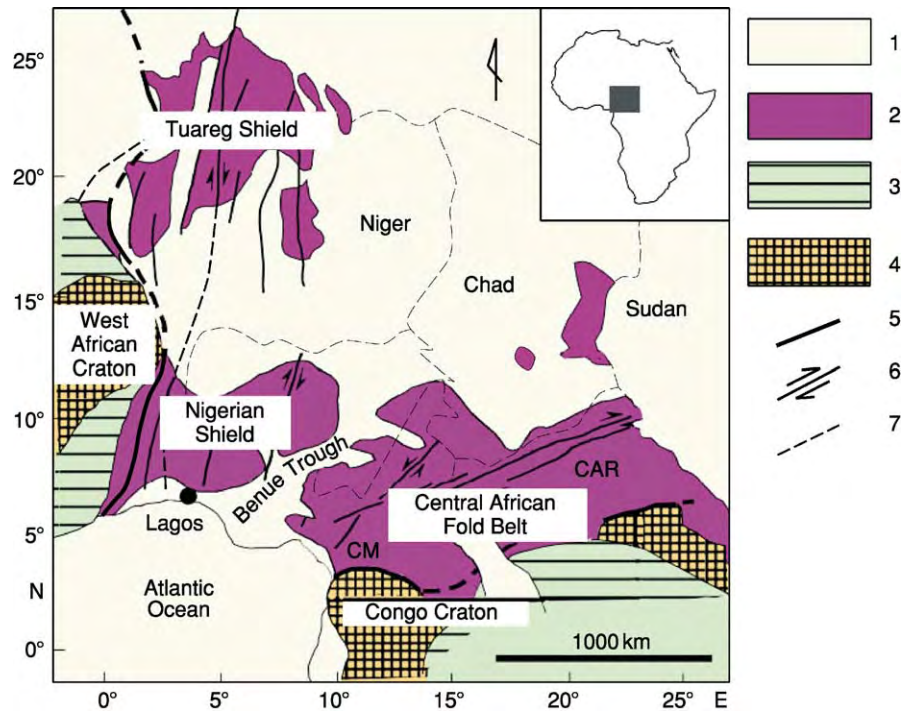 25°
20°
15°
10°
5°
N
0°
0°
5°
10°
15°
20°
25°
E
Tuareg Shield
Niger
Chad
Sudan
West
African
Craton
Nigerian
Shield
Benue Trough
Lagos
CAR
Central African
Fold Belt
CM
Atlantic
Ocean
Congo Craton
1000 km
1
2
3
4
5
6
7